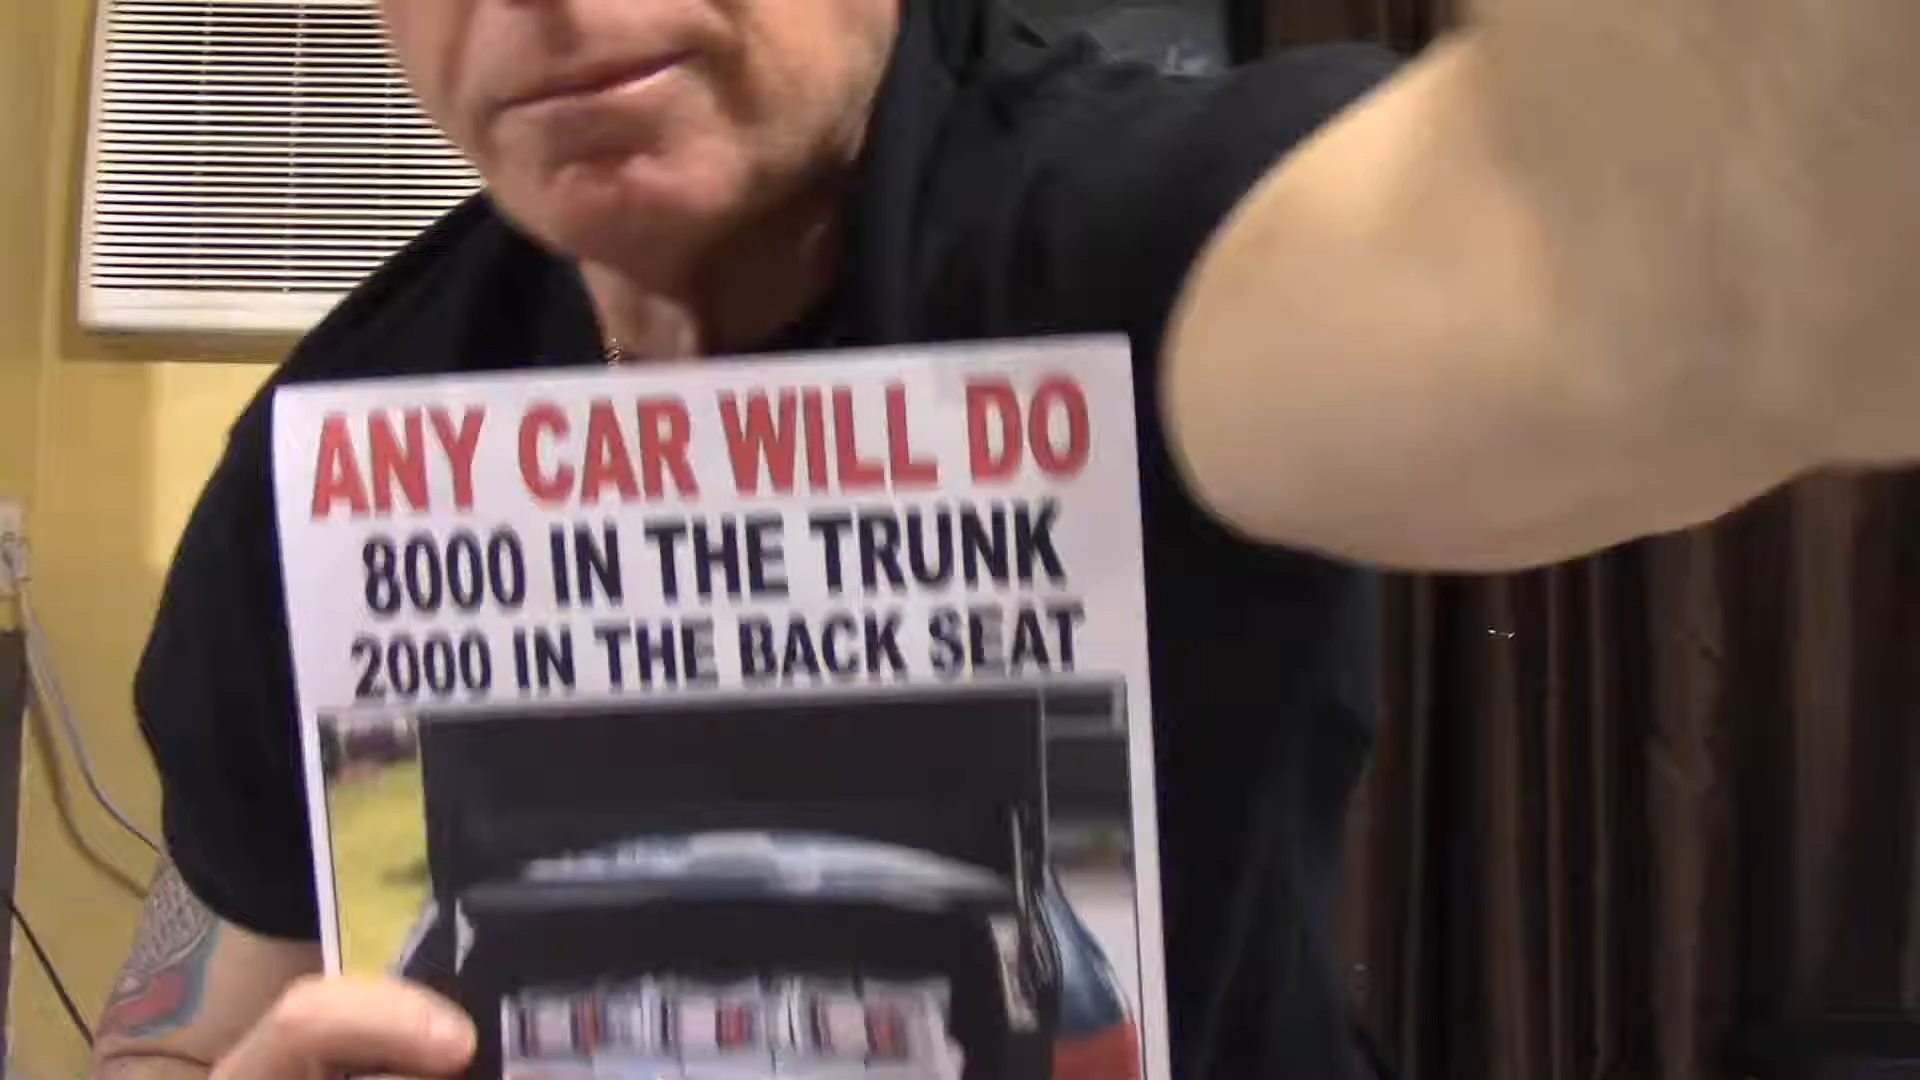 ANY CAR WILL DO
8000 IN THE TRUNK
2000 IN THE BACK SEAT